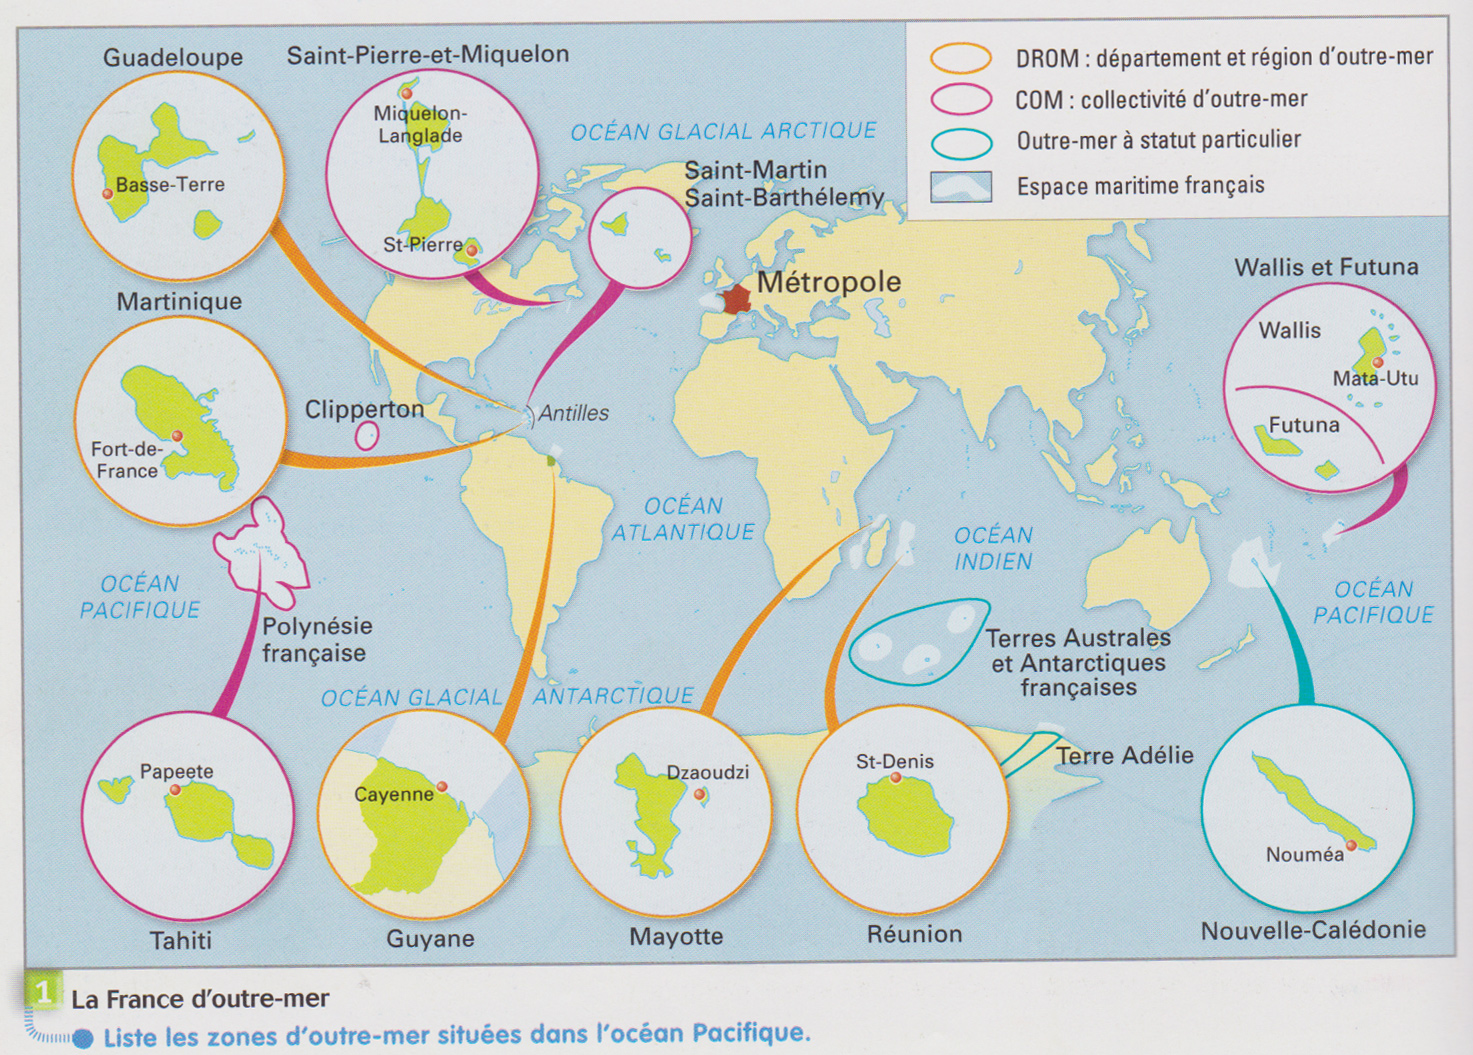 Guadeloupe
Saint-Pierre-et-Miquelon
DROM : département et région d'outre-mer
COM : collectivité d'outre-mer
Outre-mer à statut particulier
Espace maritime français
Miquelon-
Langlade
St-Pierre
Basse-Terre
OCÉAN GLACIAL ARCTIQUE
Saint-Martin
Saint-Barthélemy
Métropole
Wallis et Futuna
Wallis
Mata-Utu
Futuna
Martinique
Fort-de-
France
Clipperton
Antilles
OCÉAN
ATLANTIQUE
OCÉAN
INDIEN
OCÉAN
PACIFIQUE
OCÉAN
PACIFIQUE
Polynésie
française
Terres Australes
et Antarctiques
françaises
OCÉAN GLACIAL ANTARCTIQUE
Terre Adélie
Papeete
Tahiti
Cayenne
Guyane
Dzaoudzi
Mayotte
St-Denis
Réunion
Nouméa
Nouvelle-Calédonie
1 La France d'outre-mer
Liste les zones d'outre-mer situées dans l'océan Pacifique.